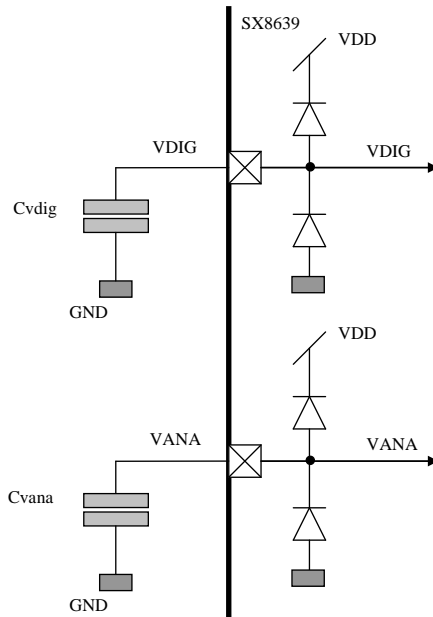 SX8639
VDD
VDIG
VDIG
Cvdig
GND
VDD
VANA
VANA
Cvana
GND